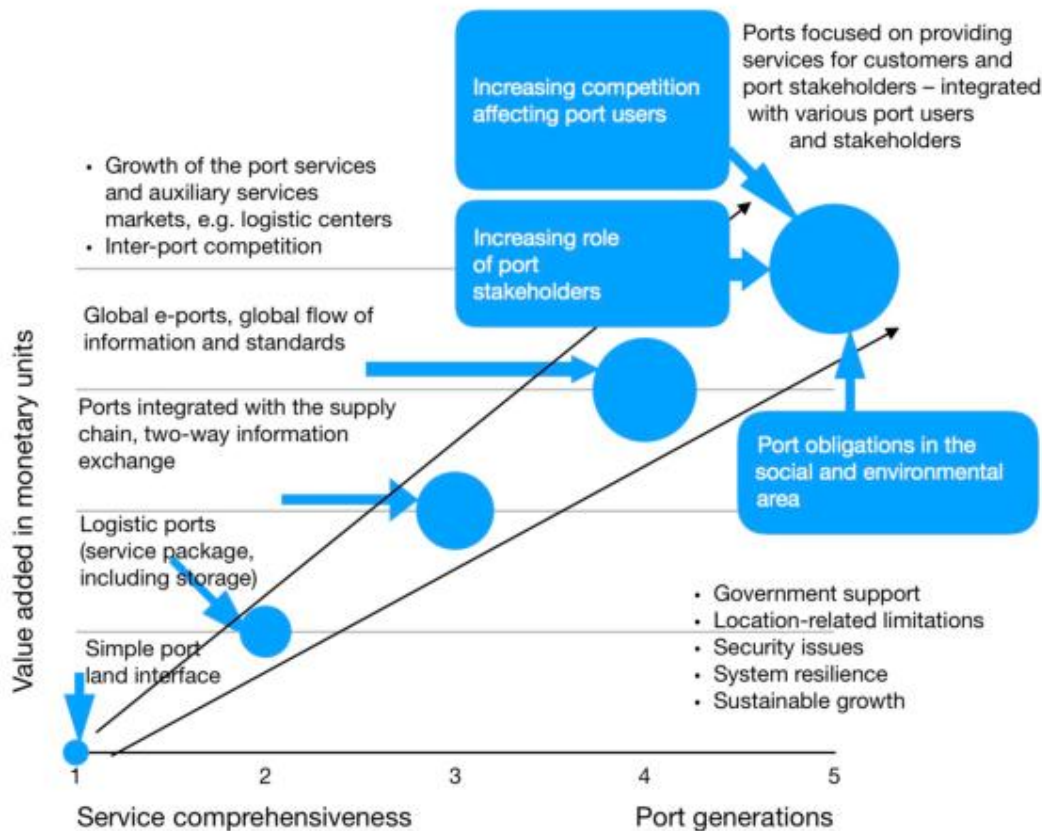 Increasing competition
affecting port users
Ports focused on providing
services for customers and
port stakeholders – integrated
with various port users
and stakeholders
• Growth of the port services
and auxiliary services
markets, e.g. logistic centers
• Inter-port competition
Increasing role
of port
stakeholders
Global e-ports, global flow of
information and standards
Ports integrated with the supply
chain, two-way information
exchange
Port obligations in the
social and environmental
area
Logistic ports
(service package,
including storage)
• Government support
• Location-related limitations
• Security issues
• System resilience
• Sustainable growth
Simple port
land interface
Value added in monetary units
1 2 3 4 5
Service comprehensiveness Port generations